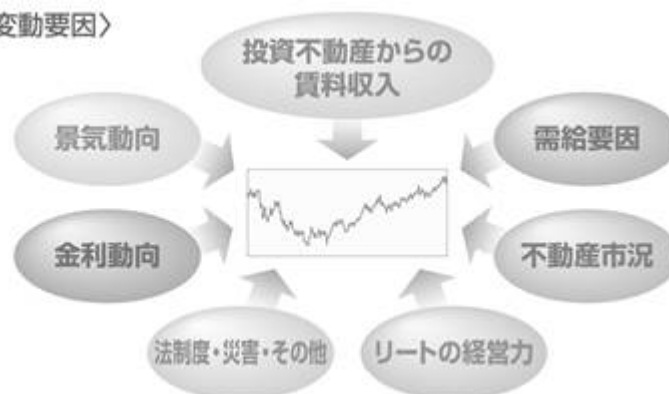 変動要因〉
投資不動産からの
賃料収入
景気動向
需給要因
金利動向
不動産市況
法制度・災害・その他
リートの経営力